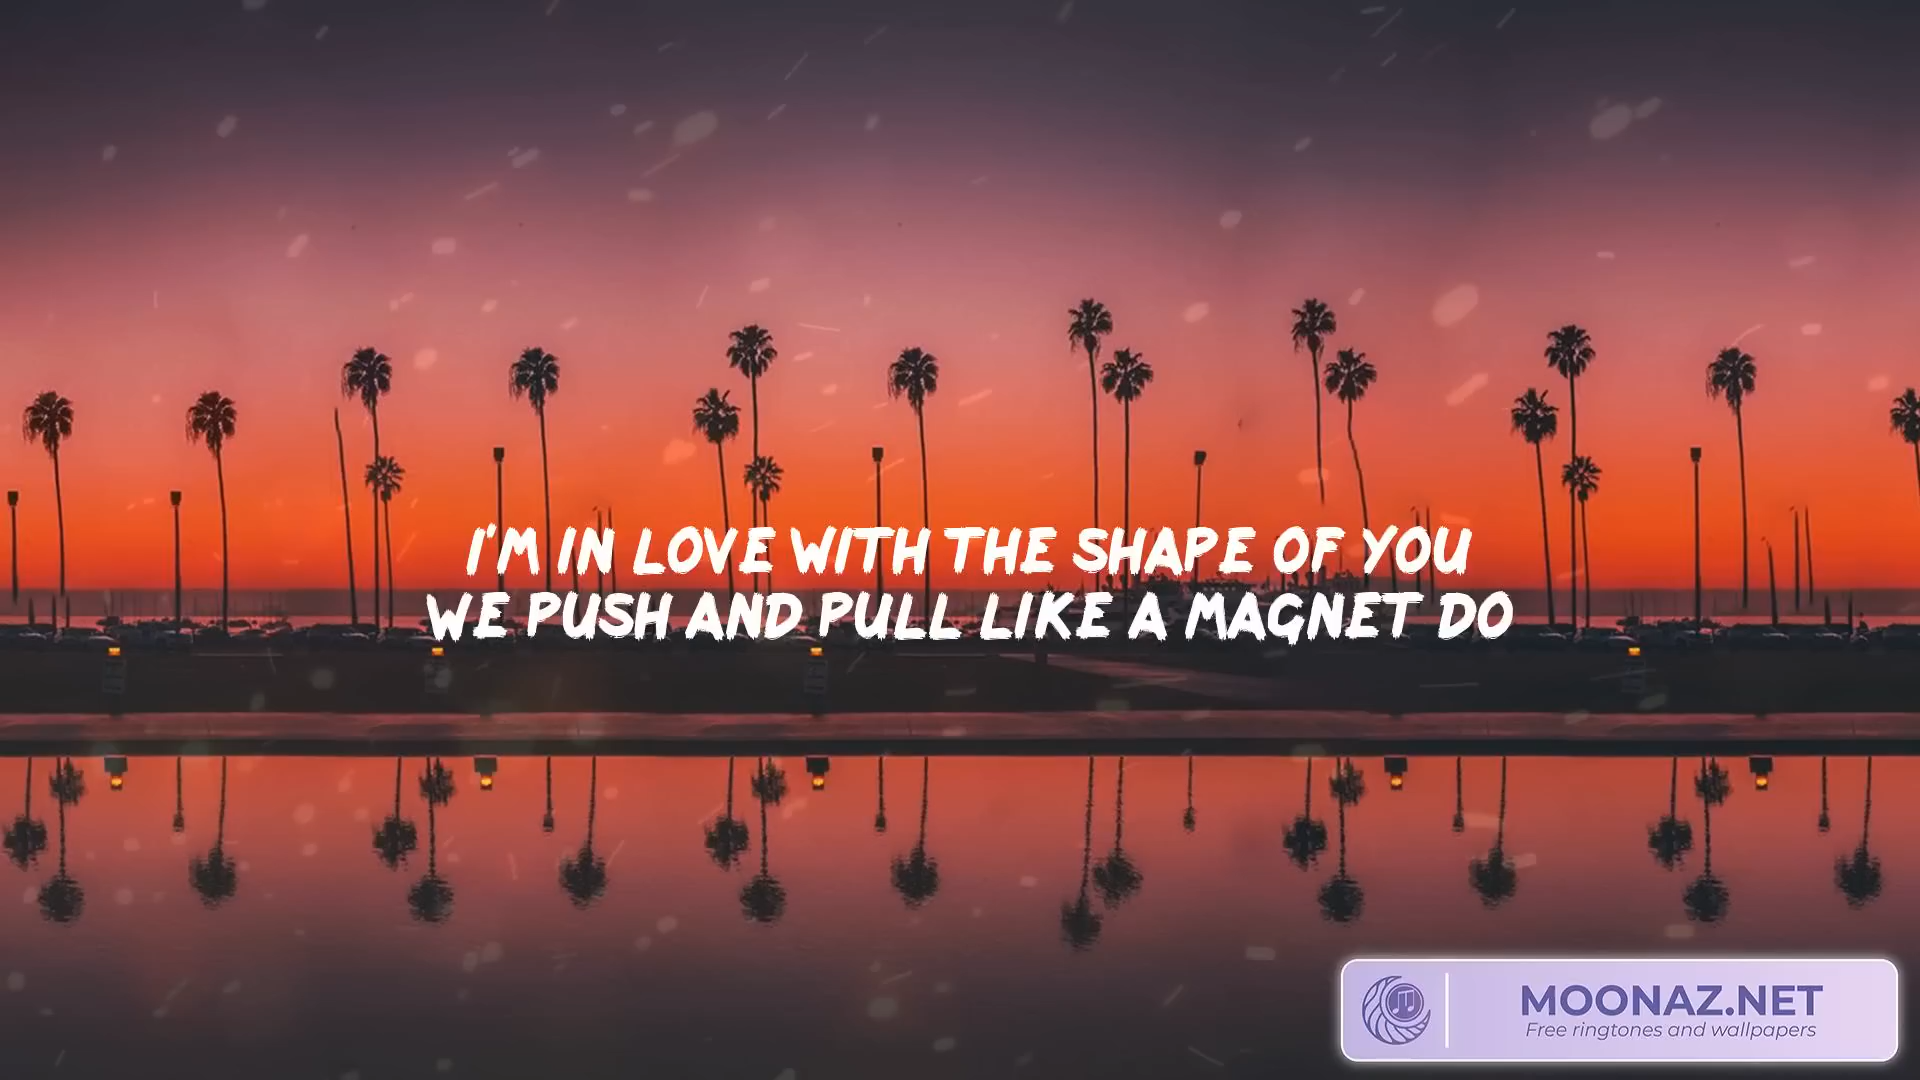 I'M IN LOVE WITH THE SHAPE OF YOU
WE PUSH AND PULL LIKE A MAGNET DO
MOONAZ.NET
Free ringtones and wallpapers